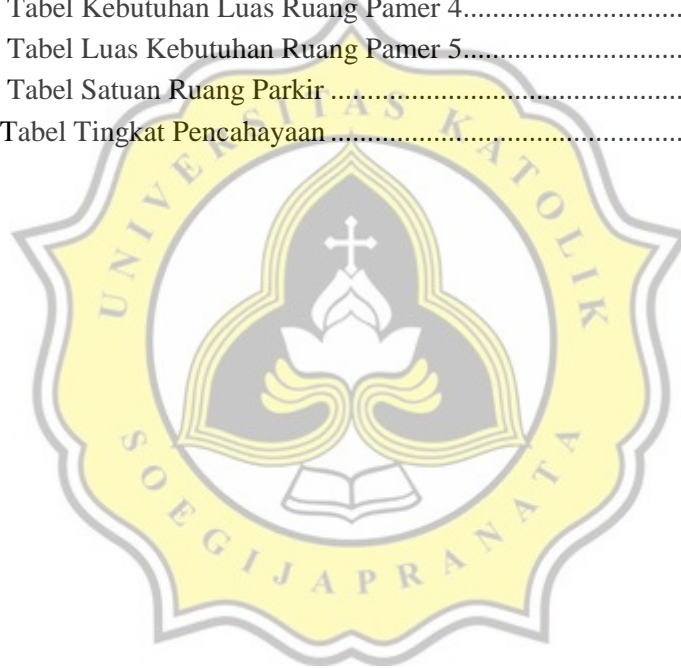 Tabel Kebutuhan Luas Ruang Pamer 4................................
Tabel Luas Kebutuhan Ruang Pamer 5................................
Tabel Satuan Ruang Parkir ....................................................
Tabel Tingkat Pencahayaan ....................................................
UNIVERSITAS KATOLIK
SOEGIJAPRANATA